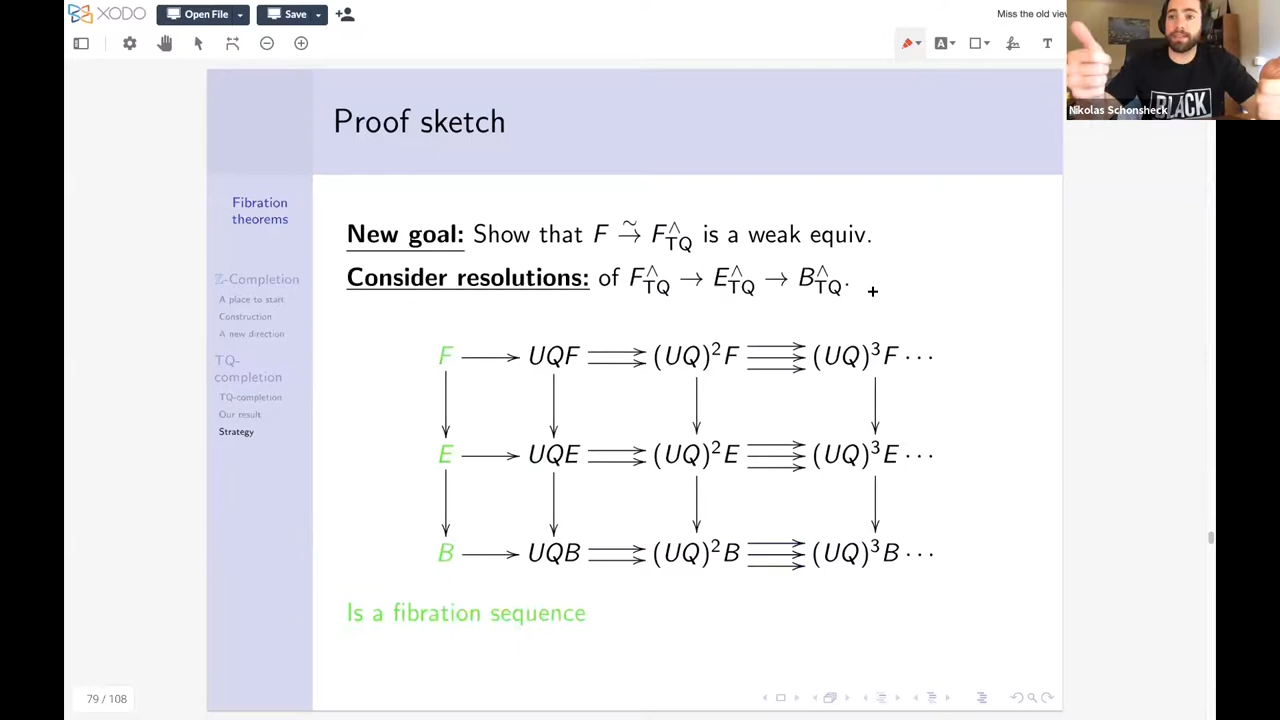 XODO
Open File
Save
Miss the old view
Nikolas Schonsheck
BLACK
Proof sketch
Fibration
theorems
ℤ-Completion
A place to start
Construction
A new direction
TQ-
completion
TQ-completion
Our result
Strategy
New goal: Show that F →̃ F^∧_TQ is a weak equiv.
Consider resolutions: of F^∧_TQ → E^∧_TQ → B^∧_TQ.
F UQF (UQ)²F (UQ)³F ···
E UQE (UQ)²E (UQ)³E ···
B UQB (UQ)²B (UQ)³B ···
Is a fibration sequence
79 / 108